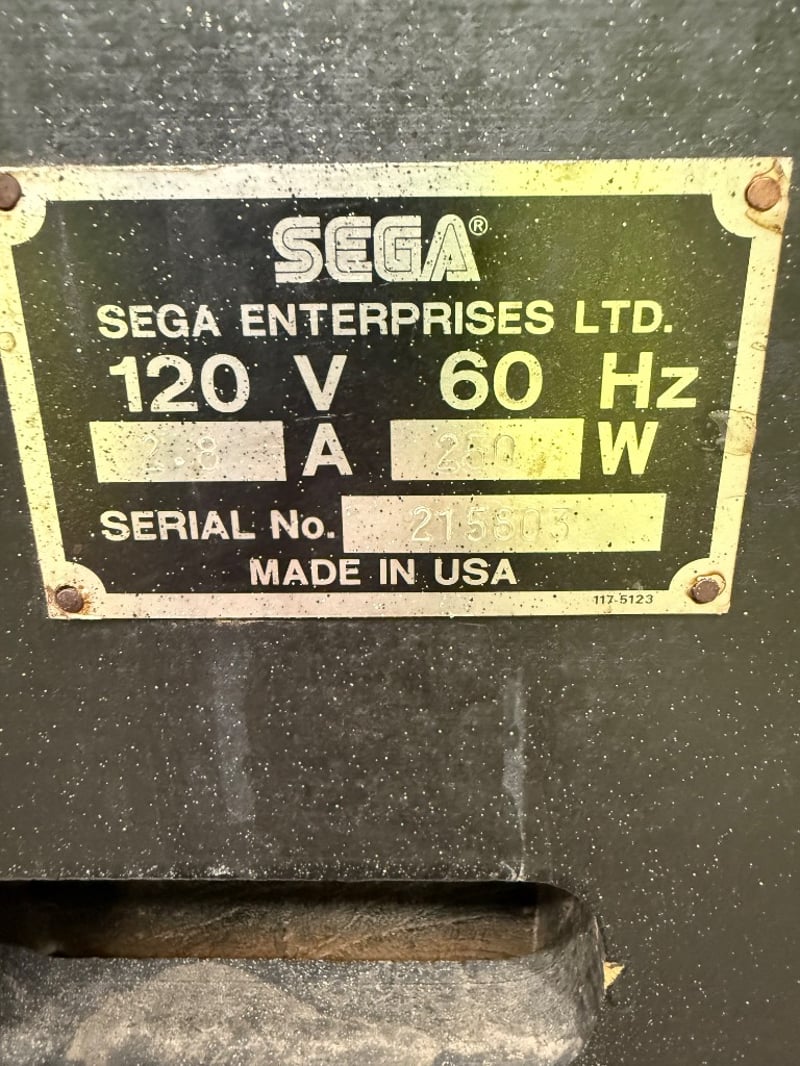 SEGA®
SEGA ENTERPRISES LTD.
120 V 60 Hz
2.8 A 250 W
SERIAL No. 215803
MADE IN USA
117-5123